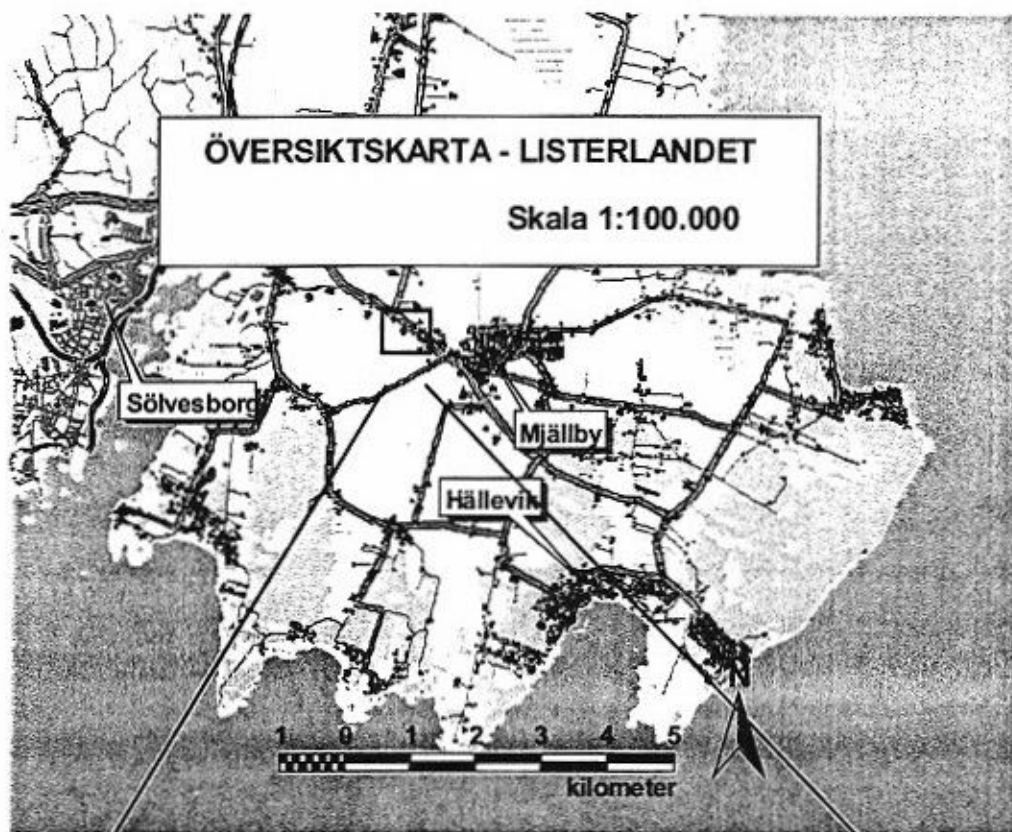 ÖVERSIKTSKARTA - LISTERLANDET
Skala 1:100.000
Sölvesborg
Mjällby
Hällevik
N
1 0 1 2 3 4 5
kilometer